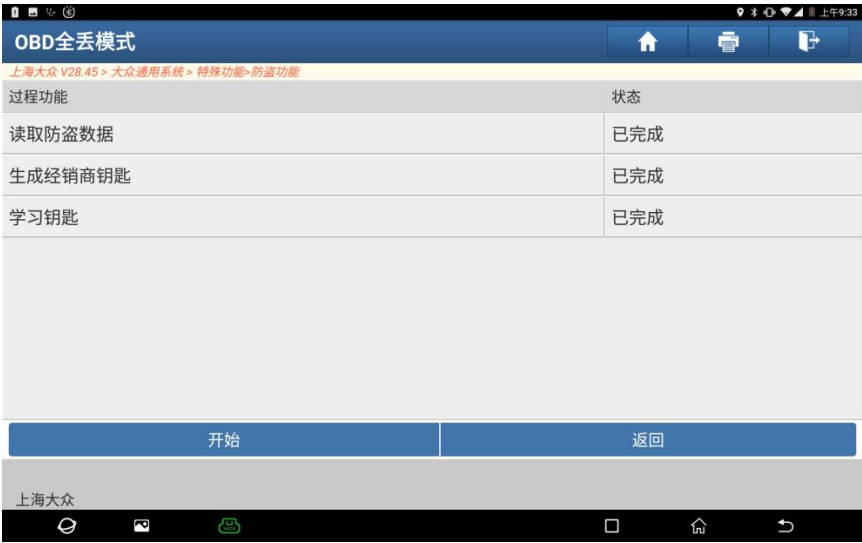 上午9:33
OBD全丢模式
上海大众 V28.45 > 大众通用系统 > 特殊功能>防盗功能
过程功能 状态
读取防盗数据 已完成
生成经销商钥匙 已完成
学习钥匙 已完成
开始 返回
上海大众